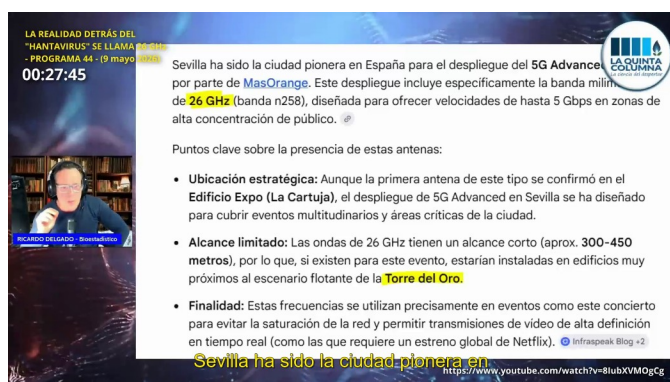 LA REALIDAD DETRÁS DEL
"HANTAVIRUS" SE LLAMA 26 GHz
- PROGRAMA 44 - (9 mayo 2026)
00:27:45
LA QUINTA
COLUMNA
La ciencia del despertar
Sevilla ha sido la ciudad pionera en España para el despliegue del 5G Advanced
por parte de MasOrange. Este despliegue incluye específicamente la banda
de 26 GHz (banda n258), diseñada para ofrecer velocidades de hasta 5 Gbps en zonas de
alta concentración de público.
Puntos clave sobre la presencia de estas antenas:
• Ubicación estratégica: Aunque la primera antena de este tipo se confirmó en el
Edificio Expo (La Cartuja), el despliegue de 5G Advanced en Sevilla se ha diseñado
para cubrir eventos multitudinarios y áreas críticas de la ciudad.
• Alcance limitado: Las ondas de 26 GHz tienen un alcance corto (aprox. 300-450
metros), por lo que, si existen para este evento, estarían instaladas en edificios muy
próximos al escenario flotante de la Torre del Oro.
• Finalidad: Estas frecuencias se utilizan precisamente en eventos como este concierto
para evitar la saturación de la red y permitir transmisiones de vídeo de alta definición
en tiempo real (como las que requiere un estreno global de Netflix). Infraspeak Blog +2
RICARDO DELGADO - Bioestadístico
Sevilla ha sido la ciudad pionera en
https://www.youtube.com/watch?v=8IubXVMOgCg